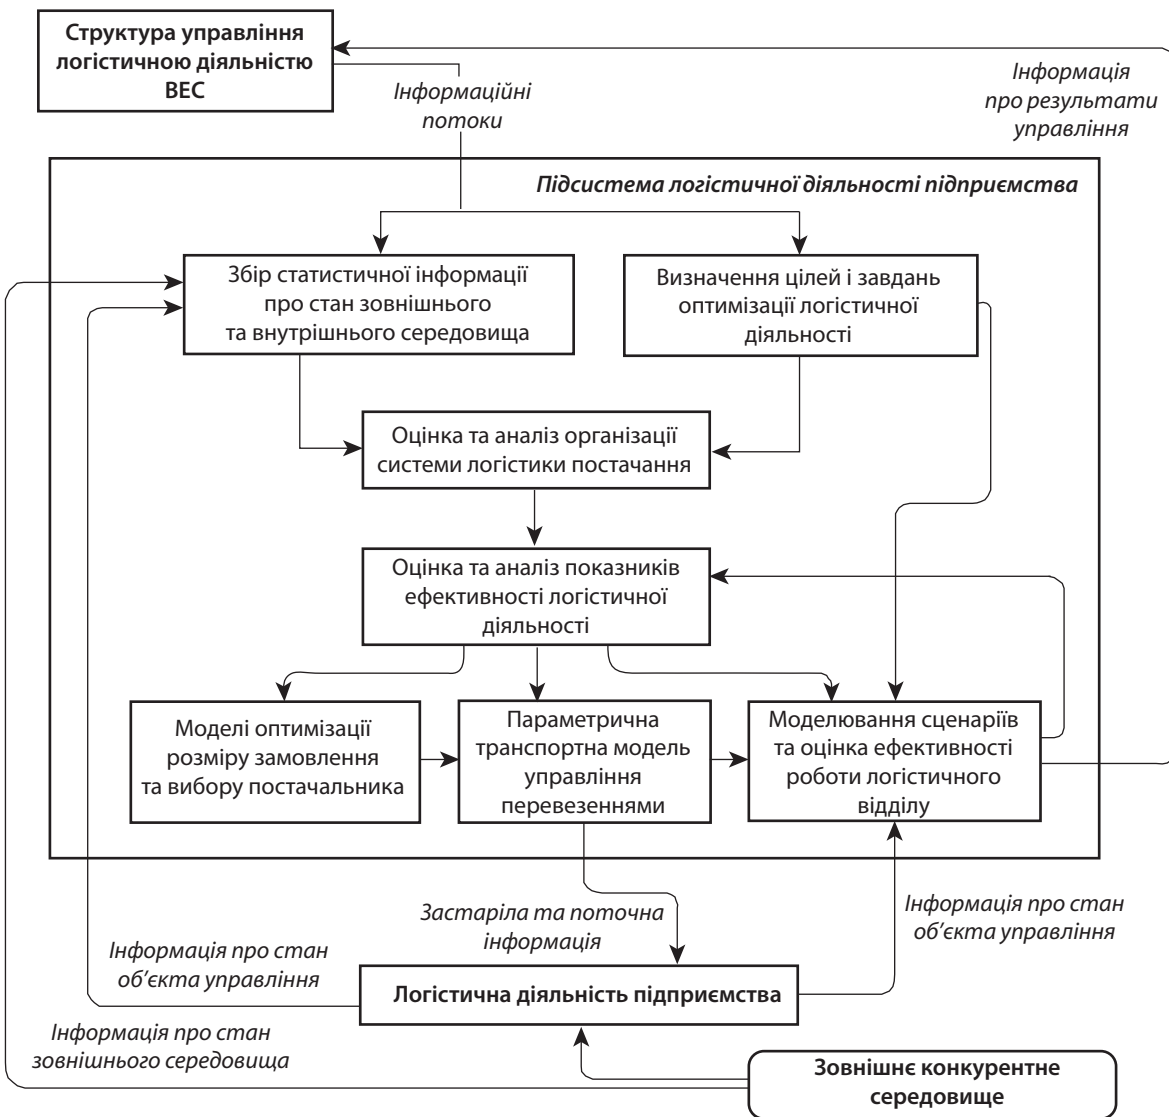 Структура управління
логістичною діяльністю
ВЕС
Інформаційні
потоки
Інформація
про результати
управління
Підсистема логістичної діяльності підприємства
Збір статистичної інформації
про стан зовнішнього
та внутрішнього середовища
Визначення цілей і завдань
оптимізації логістичної
діяльності
Оцінка та аналіз організації
системи логістики постачання
Оцінка та аналіз показників
ефективності логістичної
діяльності
Моделі оптимізації
розміру замовлення
та вибору постачальника
Параметрична
транспортна модель
управління
перевезеннями
Моделювання сценаріїв
та оцінка ефективності
роботи логістичного
відділу
Застаріла та поточна
інформація
Інформація про стан
об’єкта управління
Інформація про стан
об’єкта управління
Логістична діяльність підприємства
Інформація про стан
зовнішнього середовища
Зовнішнє конкурентне
середовище